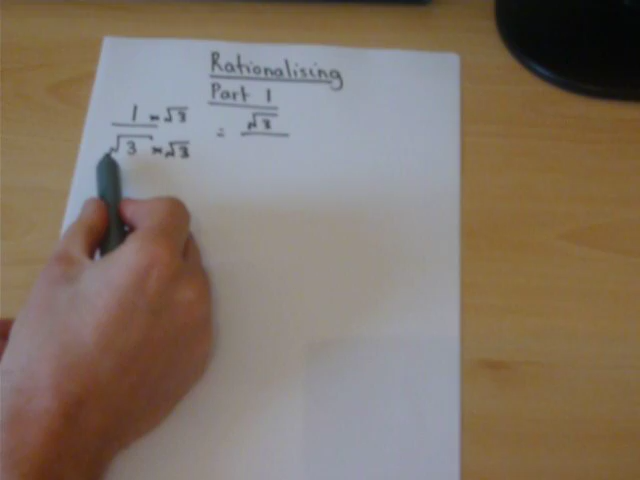 Rationalising
Part 1
1 × √3 = √3
√3 × √3